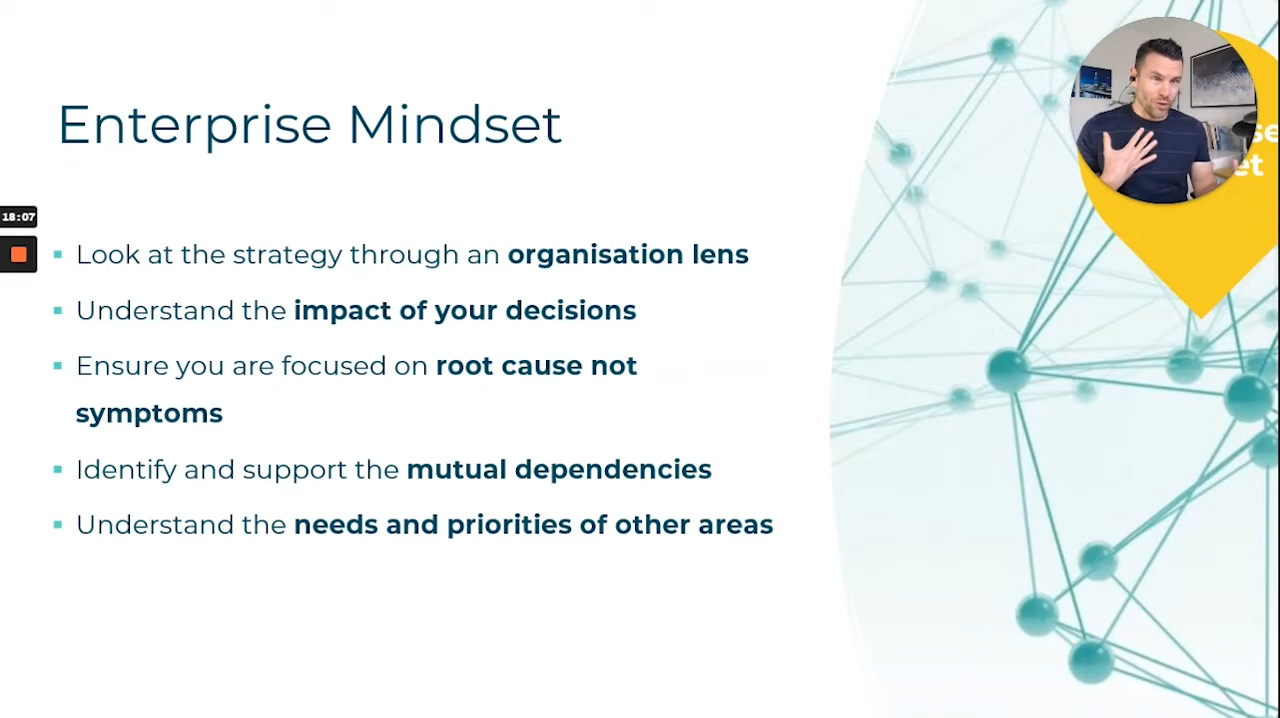 Enterprise Mindset
18:07
Look at the strategy through an organisation lens
Understand the impact of your decisions
Ensure you are focused on root cause not
symptoms
Identify and support the mutual dependencies
Understand the needs and priorities of other areas